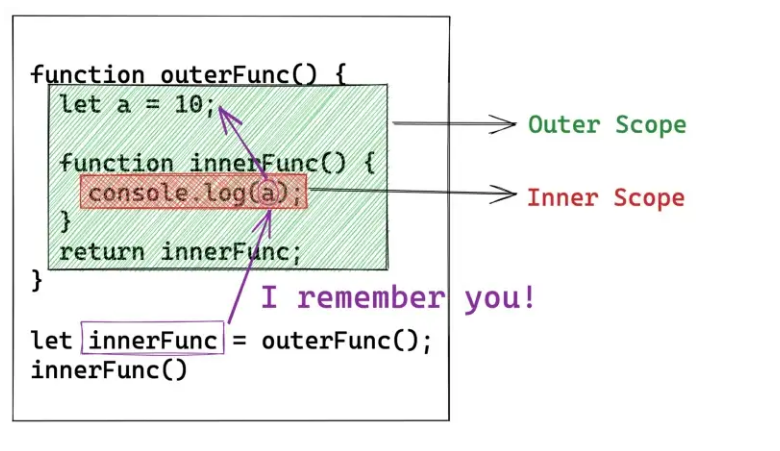 function outerFunc() {
let a = 10;
function innerFunc() {
console.log(a);
}
return innerFunc;
}
let innerFunc = outerFunc();
innerFunc()
Outer Scope
Inner Scope
I remember you!